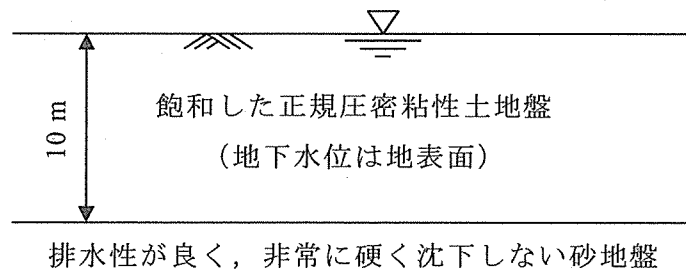 10 m
飽和した正規圧密粘性土地盤
（地下水位は地表面）
排水性が良く，非常に硬く沈下しない砂地盤